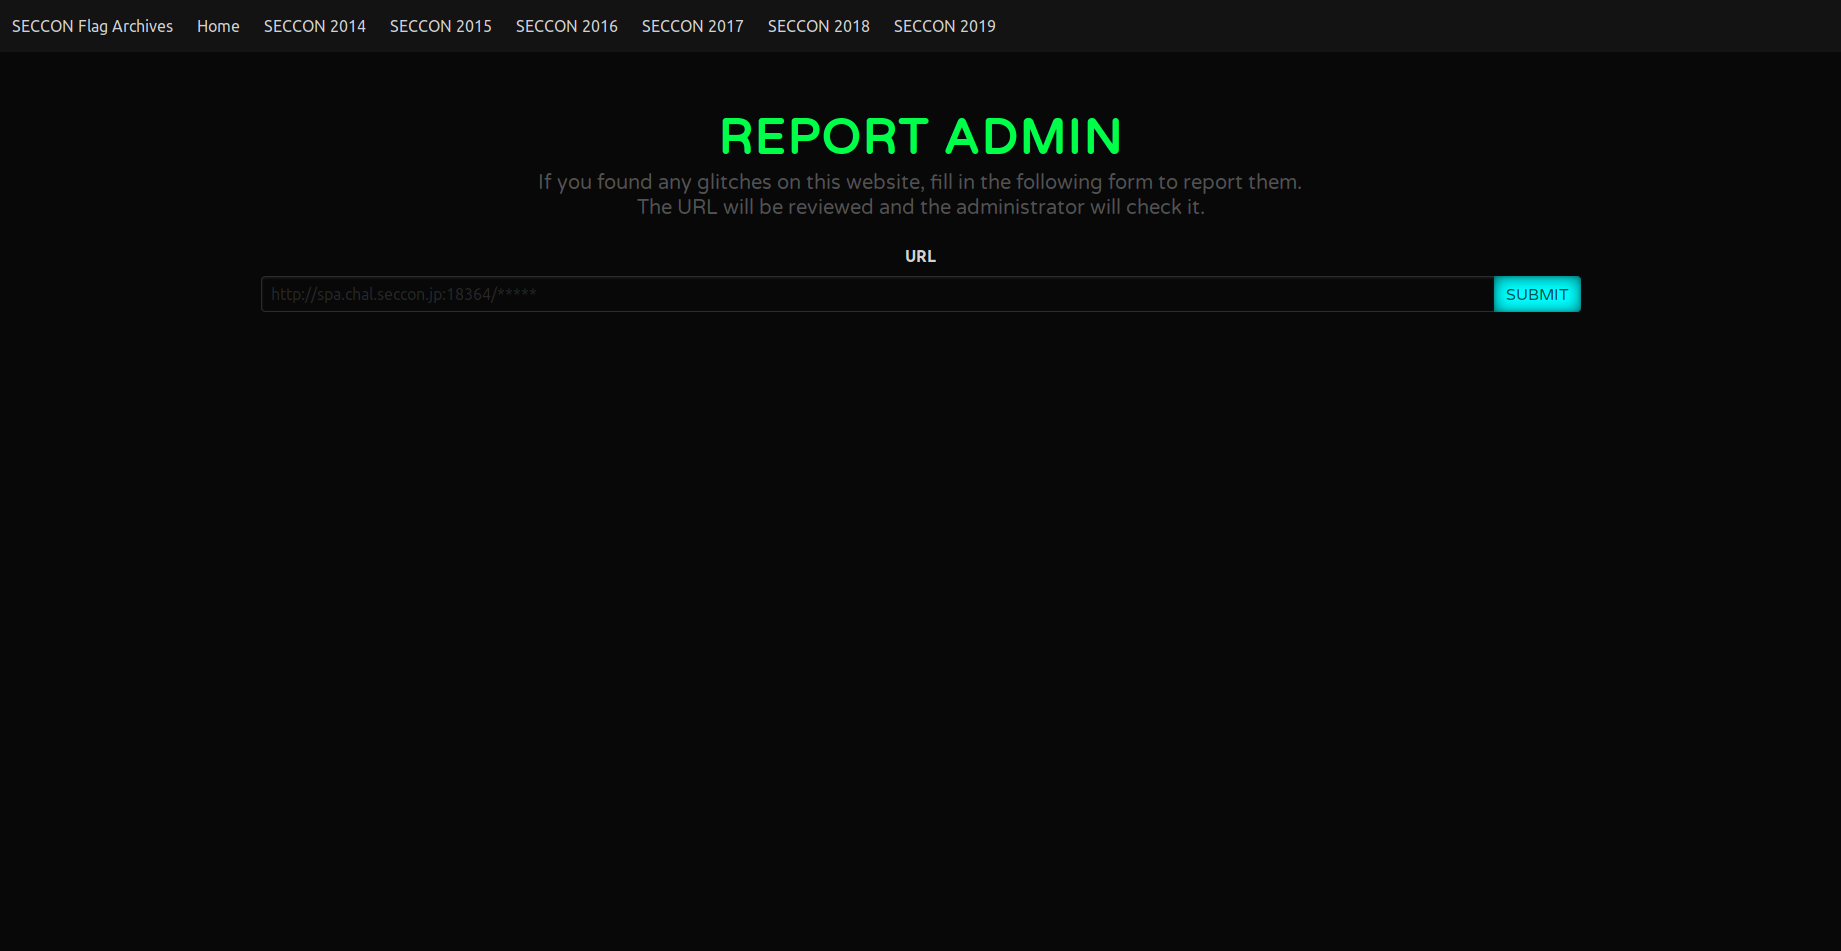 SECCON Flag Archives Home SECCON 2014 SECCON 2015 SECCON 2016 SECCON 2017 SECCON 2018 SECCON 2019
REPORT ADMIN
If you found any glitches on this website, fill in the following form to report them.
The URL will be reviewed and the administrator will check it.
URL
http://spa.chal.seccon.jp:18364/***** SUBMIT